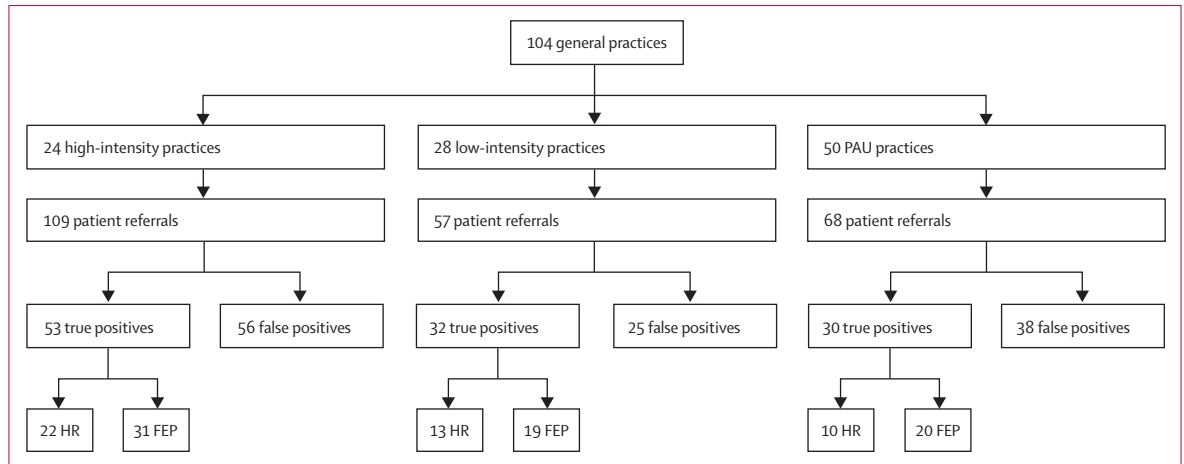 104 general practices
24 high-intensity practices
28 low-intensity practices
50 PAU practices
109 patient referrals
57 patient referrals
68 patient referrals
53 true positives
56 false positives
32 true positives
25 false positives
30 true positives
38 false positives
22 HR
31 FEP
13 HR
19 FEP
10 HR
20 FEP